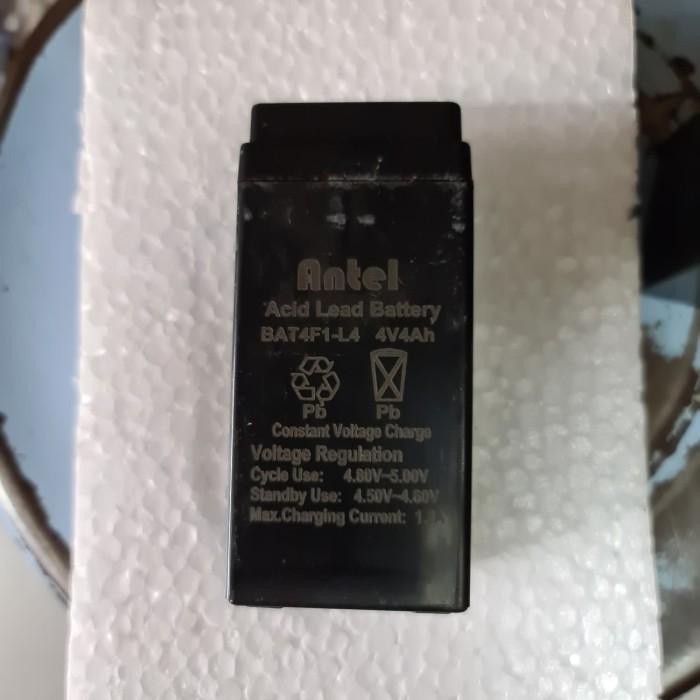 Antel
Acid Lead Battery
BAT4F1-L4 4V4Ah
Pb Pb
Constant Voltage Charge
Voltage Regulation
Cycle Use: 4.80V~5.00V
Standby Use: 4.50V~4.60V
Max.Charging Current: